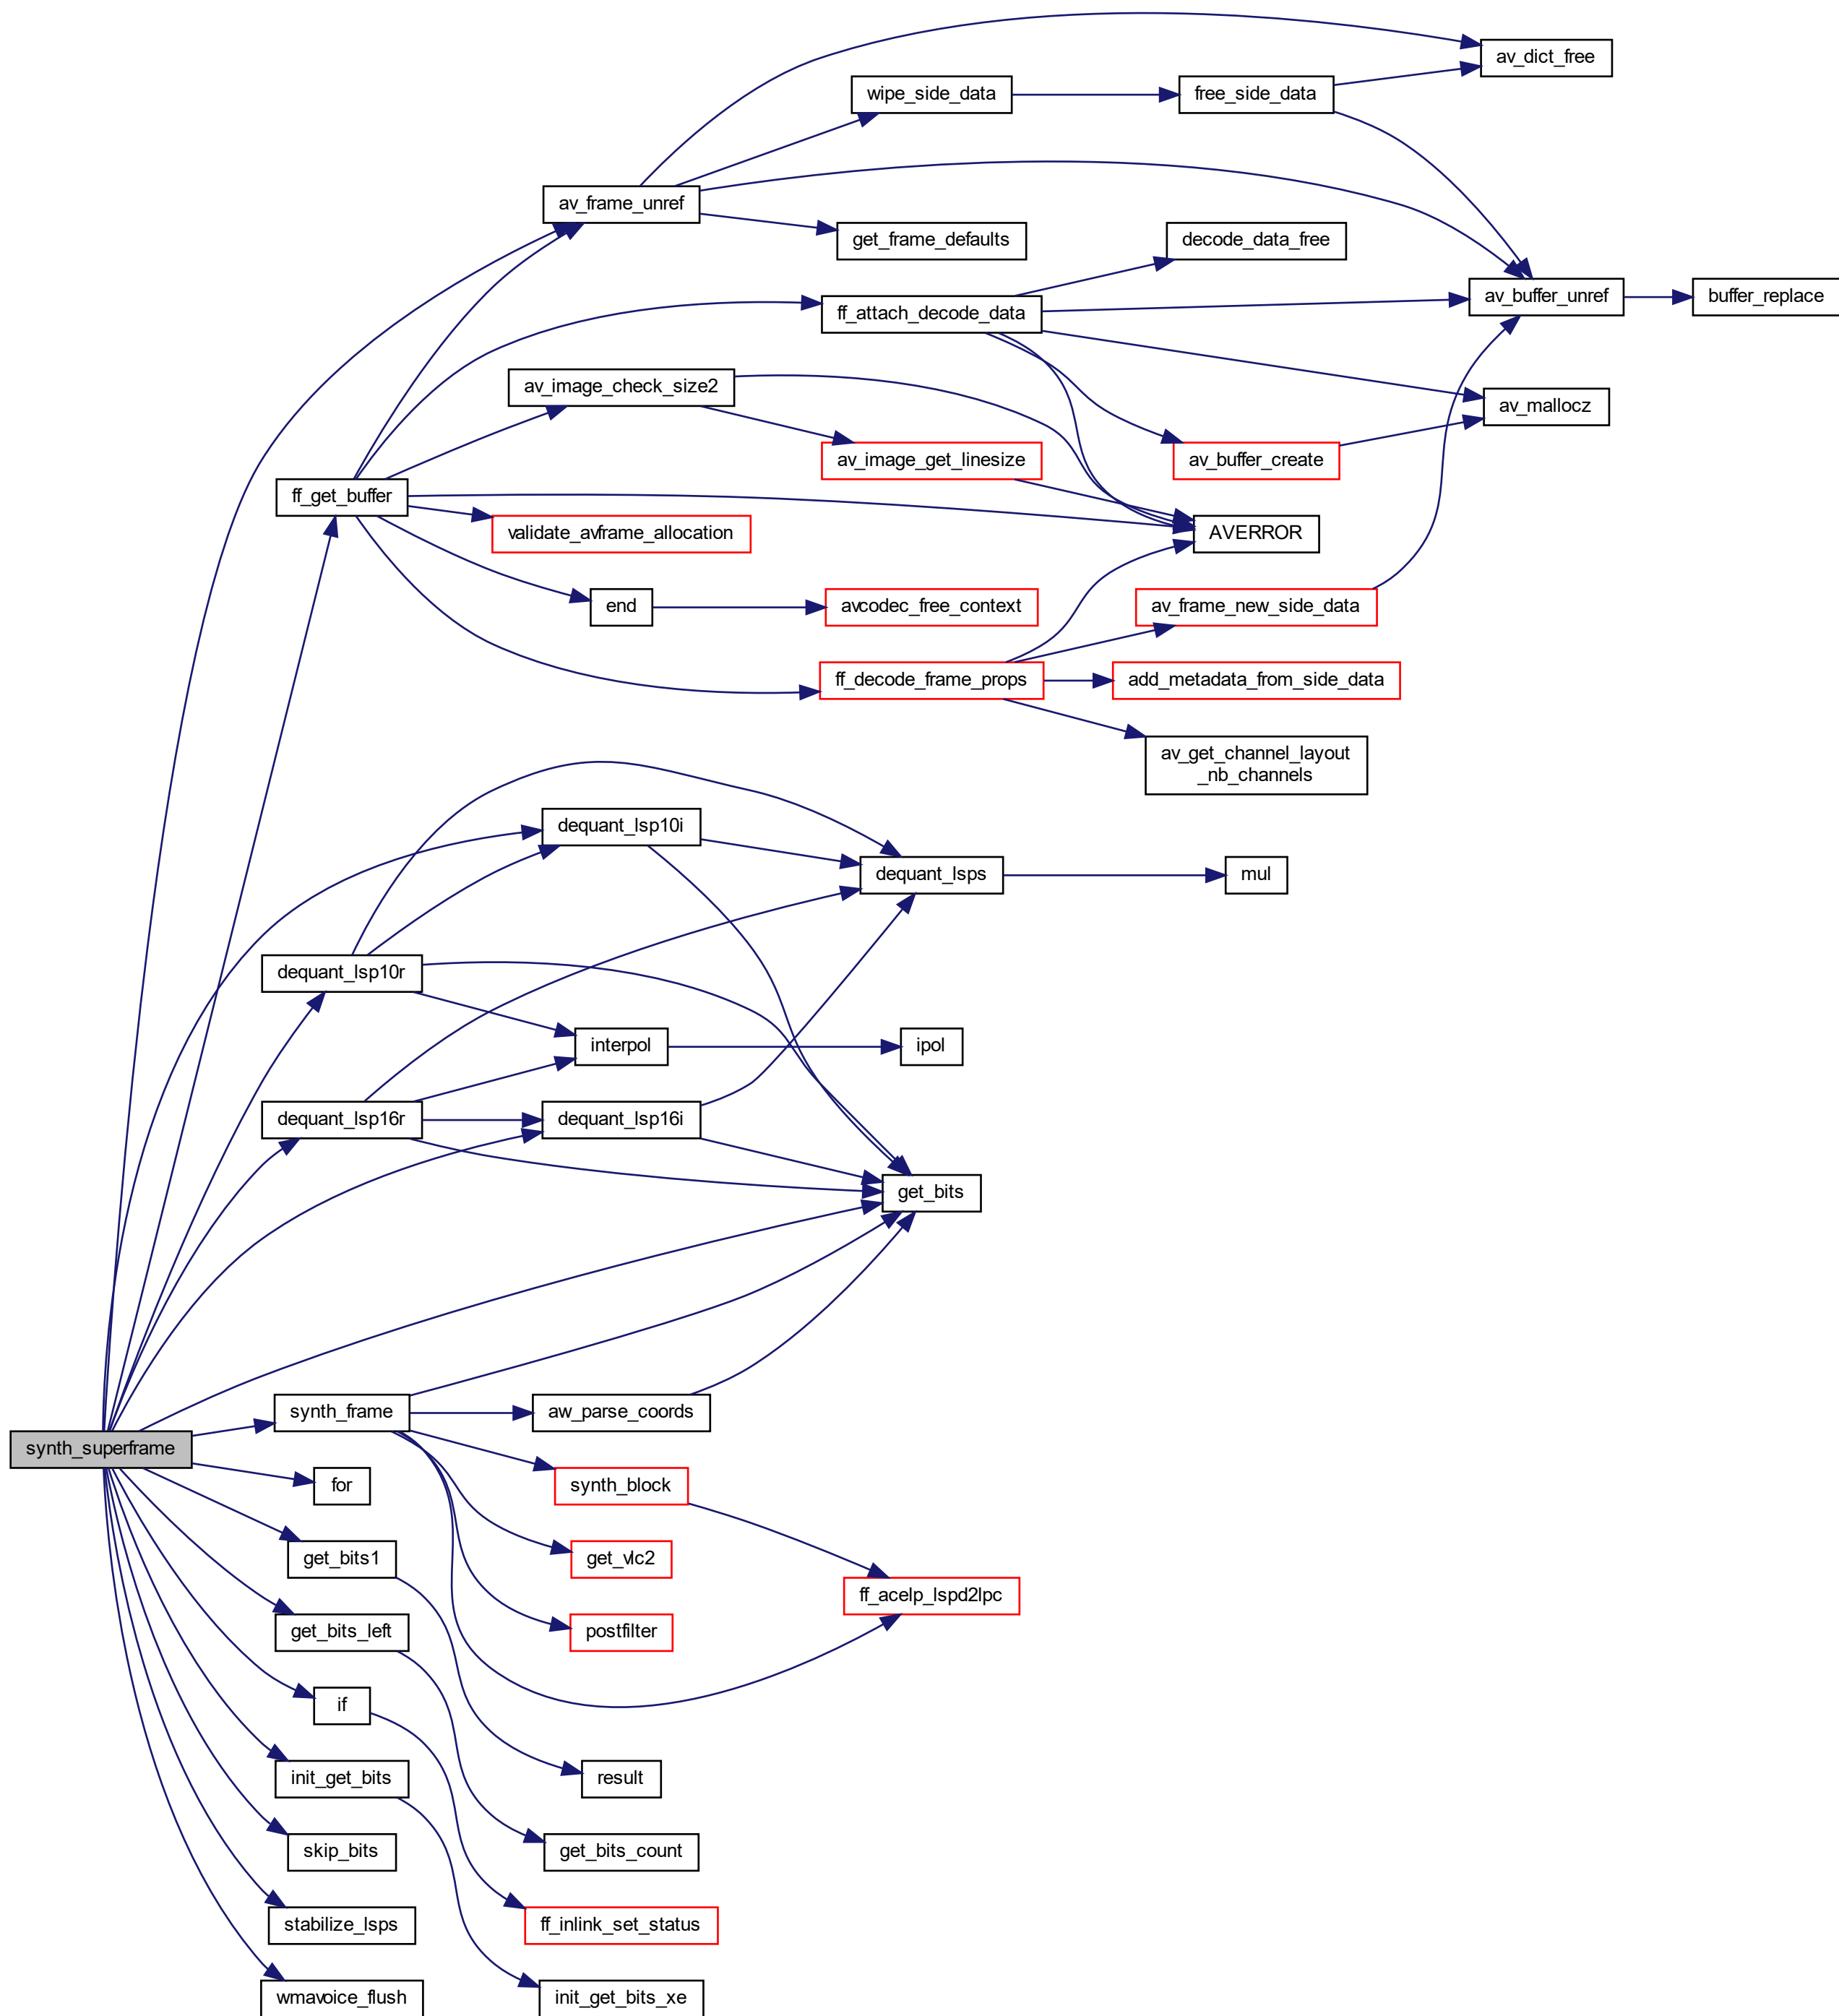 av_dict_free
wipe_side_data
free_side_data
av_frame_unref
get_frame_defaults
decode_data_free
av_buffer_unref
buffer_replace
ff_attach_decode_data
av_image_check_size2
av_mallocz
av_image_get_linesize
av_buffer_create
ff_get_buffer
validate_avframe_allocation
AVERROR
end
avcodec_free_context
av_frame_new_side_data
ff_decode_frame_props
add_metadata_from_side_data
av_get_channel_layout
_nb_channels
dequant_lsp10i
dequant_lsps
mul
dequant_lsp10r
interpol
ipol
dequant_lsp16r
dequant_lsp16i
get_bits
synth_frame
aw_parse_coords
synth_superframe
for
synth_block
get_bits1
get_vlc2
ff_acelp_lspd2lpc
get_bits_left
postfilter
if
init_get_bits
result
skip_bits
get_bits_count
stabilize_lsps
ff_inlink_set_status
wmavoice_flush
init_get_bits_xe